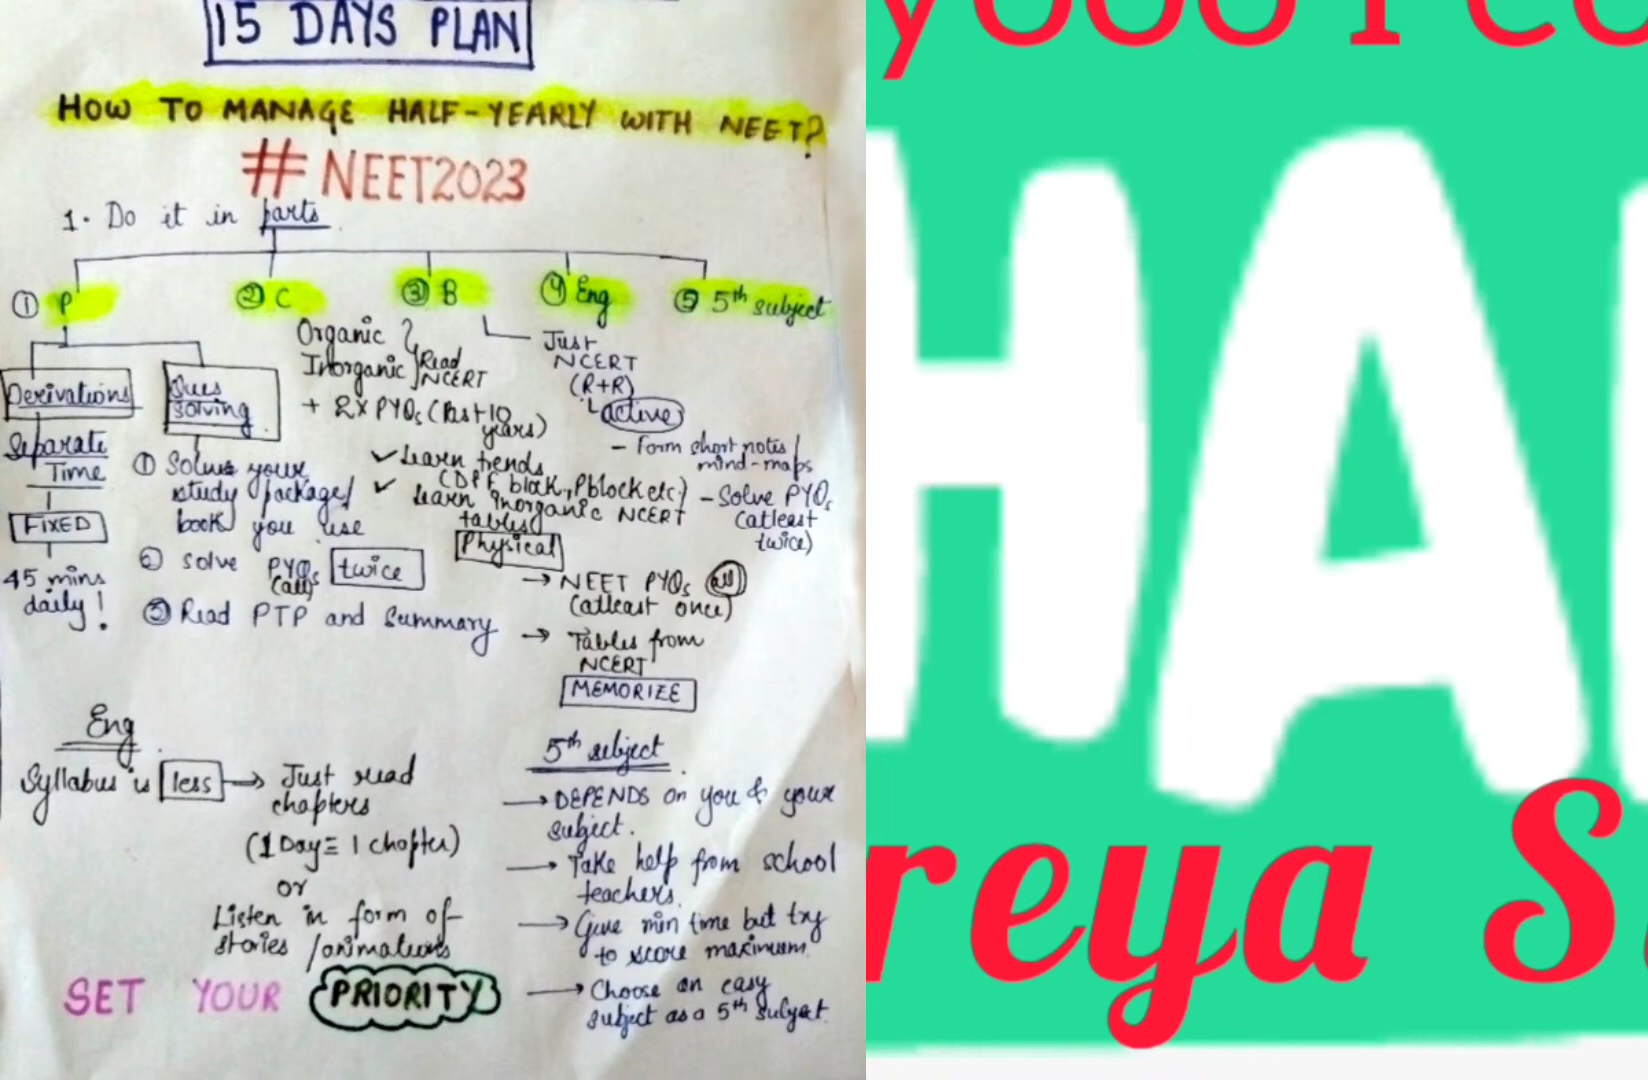 15 DAYS PLAN
HOW TO MANAGE HALF-YEARLY WITH NEET?
#NEET2023
1. Do it in parts
① P
② C
③ B
④ Eng
⑤ 5th subject
Derivations
Separate
Time
FIXED
45 mins
daily!
Ques
solving
① Solve your
study package/
book you use
② solve PYQs twice
(all)
③ Read PTP and Summary
Organic
Inorganic
Read
NCERT
+ 2x PYQs (Past 10
years)
✓ Learn trends
(D F block, P block etc.)
✓ Learn inorganic NCERT
tables
Physical
→ NEET PYQs (all)
(atleast once)
→ Tables from
NCERT
MEMORIZE
Just
NCERT
(R+R)
active
- Form short notes/
mind-maps
- Solve PYQs
(atleast
twice)
Eng
Syllabus is less → Just read
chapters
(1 Day = 1 chapter)
or
Listen in form of
stories/animations
5th subject
→ DEPENDS on you & your
subject.
→ Take help from school
teachers.
→ Give min time but try
to score maximum.
→ Choose an easy
subject as a 5th subject.
SET YOUR PRIORITY
yooo I co
HA
reya S